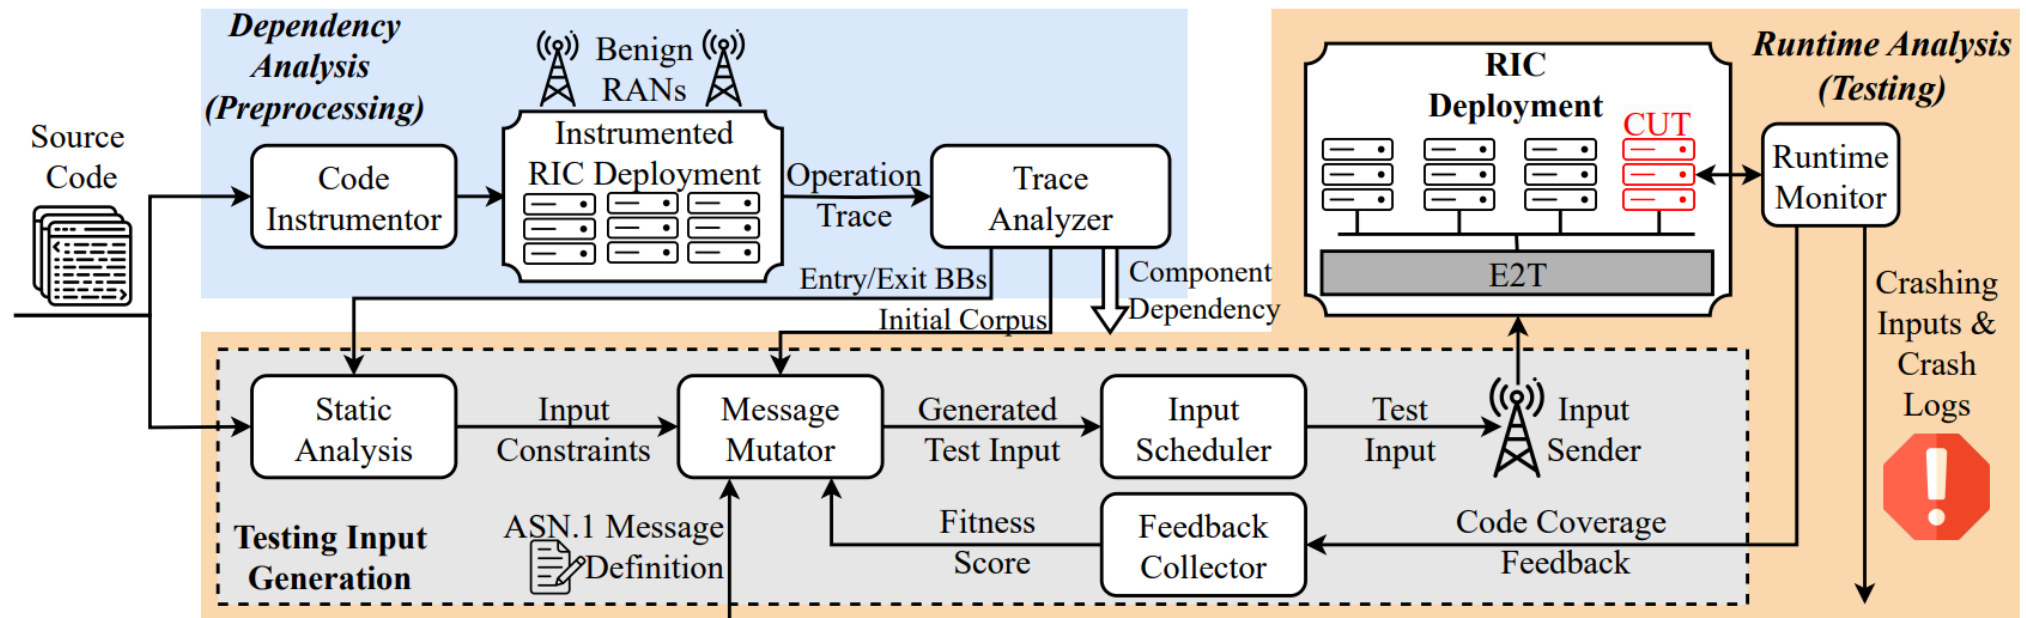 Dependency
Analysis
(Preprocessing)
Benign
RANs
Source
Code
Code
Instrumentor
Instrumented
RIC Deployment
Operation
Trace
Trace
Analyzer
Entry/Exit BBs
Initial Corpus
Component
Dependency
RIC
Deployment
CUT
E2T
Runtime Analysis
(Testing)
Runtime
Monitor
Crashing
Inputs &
Crash
Logs
Static
Analysis
Input
Constraints
Message
Mutator
Generated
Test Input
Input
Scheduler
Test
Input
Input
Sender
Testing Input
Generation
ASN.1 Message
Definition
Fitness
Score
Feedback
Collector
Code Coverage
Feedback